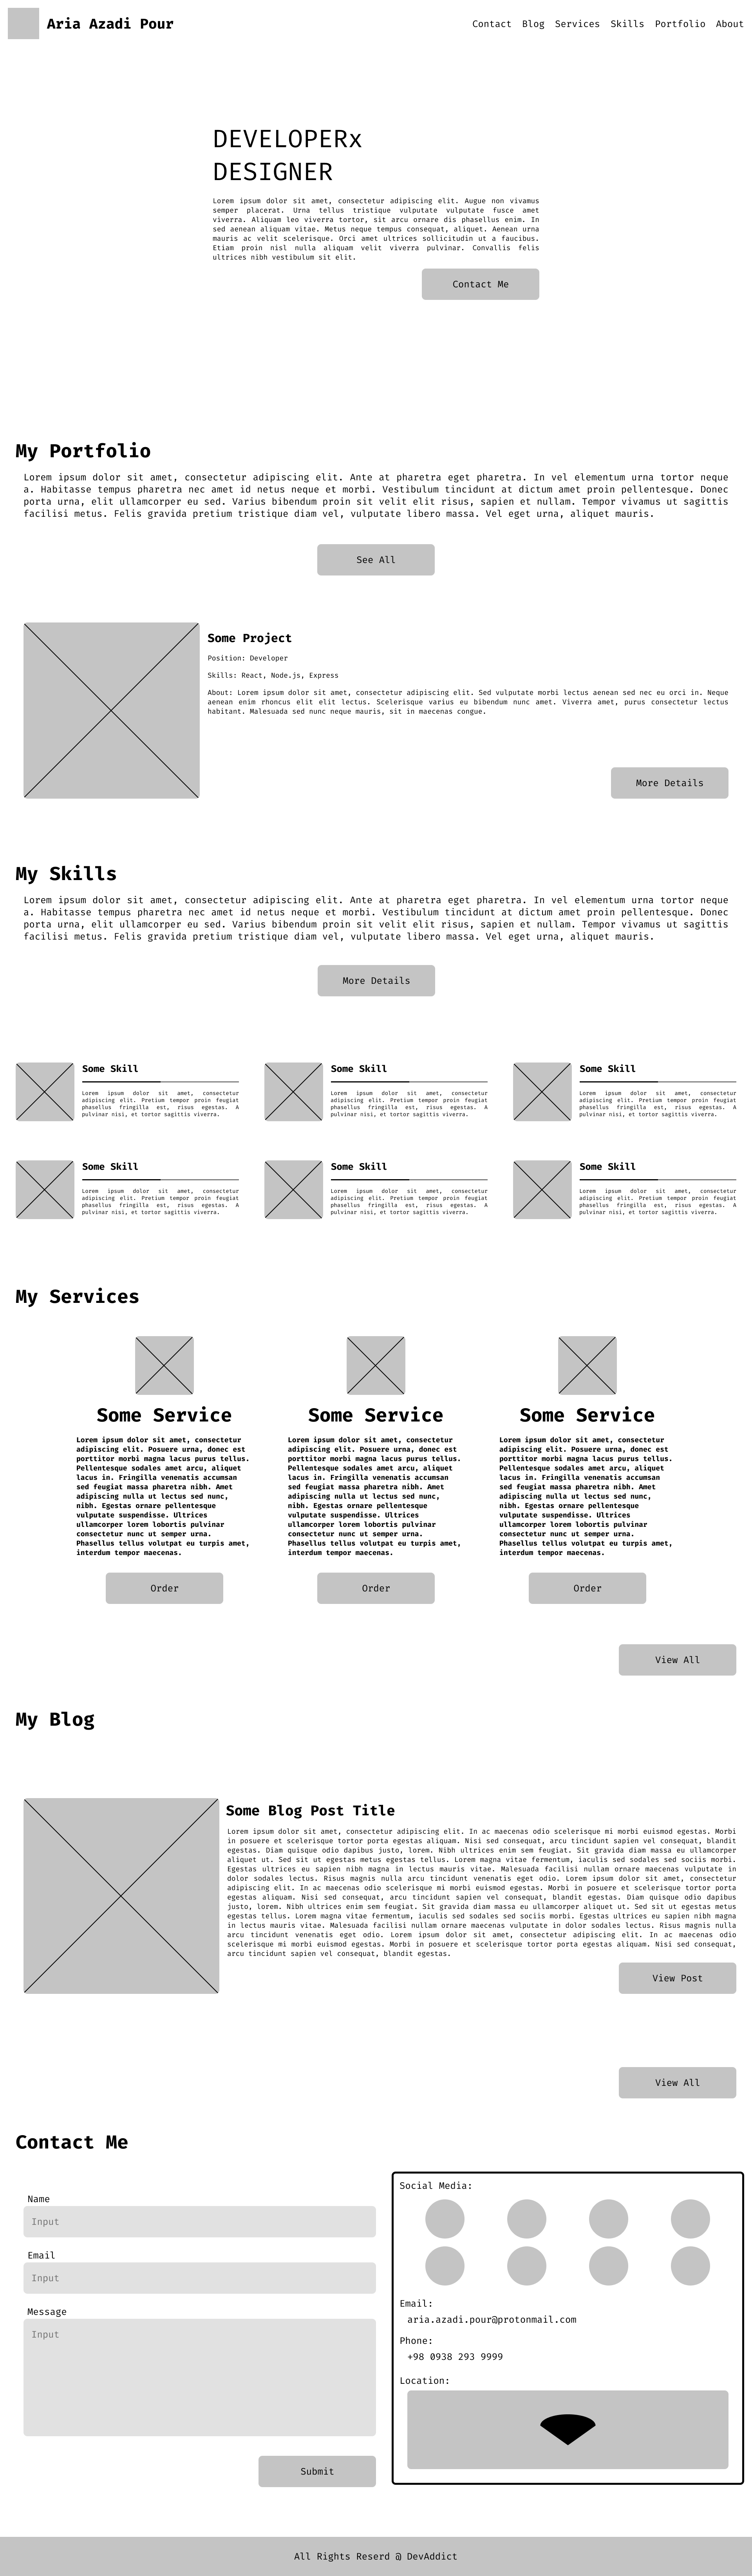 Aria Azadi Pour
Contact Blog Services Skills Portfolio About
DEVELOPERx
DESIGNER
Lorem ipsum dolor sit amet, consectetur adipiscing elit. Augue non vivamus
semper placerat. Urna tellus tristique vulputate vulputate fusce amet
viverra. Aliquam leo viverra tortor, sit arcu ornare dis phasellus enim. In
sed aenean aliquam vitae. Metus neque tempus consequat, aliquet. Aenean urna
mauris ac velit scelerisque. Orci amet ultrices sollicitudin ut a faucibus.
Etiam proin nisl nulla aliquam velit viverra pulvinar. Convallis felis
ultrices nibh vestibulum sit elit.
Contact Me
My Portfolio
Lorem ipsum dolor sit amet, consectetur adipiscing elit. Ante at pharetra eget pharetra. In vel elementum urna tortor neque
a. Habitasse tempus pharetra nec amet id netus neque et morbi. Vestibulum tincidunt at dictum amet proin pellentesque. Donec
porta urna, elit ullamcorper eu sed. Varius bibendum proin sit velit elit risus, sapien et nullam. Tempor vivamus ut sagittis
facilisi metus. Felis gravida pretium tristique diam vel, vulputate libero massa. Vel eget urna, aliquet mauris.
See All
Some Project
Position: Developer
Skills: React, Node.js, Express
About: Lorem ipsum dolor sit amet, consectetur adipiscing elit. Sed vulputate morbi lectus aenean sed nec eu orci in. Neque
aenean enim rhoncus elit elit lectus. Scelerisque varius eu bibendum nunc amet. Viverra amet, purus consectetur lectus
habitant. Malesuada sed nunc neque mauris, sit in maecenas congue.
More Details
My Skills
Lorem ipsum dolor sit amet, consectetur adipiscing elit. Ante at pharetra eget pharetra. In vel elementum urna tortor neque
a. Habitasse tempus pharetra nec amet id netus neque et morbi. Vestibulum tincidunt at dictum amet proin pellentesque. Donec
porta urna, elit ullamcorper eu sed. Varius bibendum proin sit velit elit risus, sapien et nullam. Tempor vivamus ut sagittis
facilisi metus. Felis gravida pretium tristique diam vel, vulputate libero massa. Vel eget urna, aliquet mauris.
More Details
Some Skill
Lorem ipsum dolor sit amet, consectetur
adipiscing elit. Pretium tempor proin feugiat
phasellus fringilla est, risus egestas. A
pulvinar nisi, et tortor sagittis viverra.
Some Skill
Lorem ipsum dolor sit amet, consectetur
adipiscing elit. Pretium tempor proin feugiat
phasellus fringilla est, risus egestas. A
pulvinar nisi, et tortor sagittis viverra.
Some Skill
Lorem ipsum dolor sit amet, consectetur
adipiscing elit. Pretium tempor proin feugiat
phasellus fringilla est, risus egestas. A
pulvinar nisi, et tortor sagittis viverra.
Some Skill
Lorem ipsum dolor sit amet, consectetur
adipiscing elit. Pretium tempor proin feugiat
phasellus fringilla est, risus egestas. A
pulvinar nisi, et tortor sagittis viverra.
Some Skill
Lorem ipsum dolor sit amet, consectetur
adipiscing elit. Pretium tempor proin feugiat
phasellus fringilla est, risus egestas. A
pulvinar nisi, et tortor sagittis viverra.
Some Skill
Lorem ipsum dolor sit amet, consectetur
adipiscing elit. Pretium tempor proin feugiat
phasellus fringilla est, risus egestas. A
pulvinar nisi, et tortor sagittis viverra.
My Services
Some Service
Lorem ipsum dolor sit amet, consectetur
adipiscing elit. Posuere urna, donec est
porttitor morbi magna lacus purus tellus.
Pellentesque sodales amet arcu, aliquet
lacus in. Fringilla venenatis accumsan
sed feugiat massa pharetra nibh. Amet
adipiscing nulla ut lectus sed nunc,
nibh. Egestas ornare pellentesque
vulputate suspendisse. Ultrices
ullamcorper lorem lobortis pulvinar
consectetur nunc ut semper urna.
Phasellus tellus volutpat eu turpis amet,
interdum tempor maecenas.
Order
Some Service
Lorem ipsum dolor sit amet, consectetur
adipiscing elit. Posuere urna, donec est
porttitor morbi magna lacus purus tellus.
Pellentesque sodales amet arcu, aliquet
lacus in. Fringilla venenatis accumsan
sed feugiat massa pharetra nibh. Amet
adipiscing nulla ut lectus sed nunc,
nibh. Egestas ornare pellentesque
vulputate suspendisse. Ultrices
ullamcorper lorem lobortis pulvinar
consectetur nunc ut semper urna.
Phasellus tellus volutpat eu turpis amet,
interdum tempor maecenas.
Order
Some Service
Lorem ipsum dolor sit amet, consectetur
adipiscing elit. Posuere urna, donec est
porttitor morbi magna lacus purus tellus.
Pellentesque sodales amet arcu, aliquet
lacus in. Fringilla venenatis accumsan
sed feugiat massa pharetra nibh. Amet
adipiscing nulla ut lectus sed nunc,
nibh. Egestas ornare pellentesque
vulputate suspendisse. Ultrices
ullamcorper lorem lobortis pulvinar
consectetur nunc ut semper urna.
Phasellus tellus volutpat eu turpis amet,
interdum tempor maecenas.
Order
View All
My Blog
Some Blog Post Title
Lorem ipsum dolor sit amet, consectetur adipiscing elit. In ac maecenas odio scelerisque mi morbi euismod egestas. Morbi
in posuere et scelerisque tortor porta egestas aliquam. Nisi sed consequat, arcu tincidunt sapien vel consequat, blandit
egestas. Diam quisque odio dapibus justo, lorem. Nibh ultrices enim sem feugiat. Sit gravida diam massa eu ullamcorper
aliquet ut. Sed sit ut egestas metus egestas tellus. Lorem magna vitae fermentum, iaculis sed sodales sed sociis morbi.
Egestas ultrices eu sapien nibh magna in lectus mauris vitae. Malesuada facilisi nullam ornare maecenas vulputate in
dolor sodales lectus. Risus magnis nulla arcu tincidunt venenatis eget odio. Lorem ipsum dolor sit amet, consectetur
adipiscing elit. In ac maecenas odio scelerisque mi morbi euismod egestas. Morbi in posuere et scelerisque tortor porta
egestas aliquam. Nisi sed consequat, arcu tincidunt sapien vel consequat, blandit egestas. Diam quisque odio dapibus
justo, lorem. Nibh ultrices enim sem feugiat. Sit gravida diam massa eu ullamcorper aliquet ut. Sed sit ut egestas metus
egestas tellus. Lorem magna vitae fermentum, iaculis sed sodales sed sociis morbi. Egestas ultrices eu sapien nibh magna
in lectus mauris vitae. Malesuada facilisi nullam ornare maecenas vulputate in dolor sodales lectus. Risus magnis nulla
arcu tincidunt venenatis eget odio. Lorem ipsum dolor sit amet, consectetur adipiscing elit. In ac maecenas odio
scelerisque mi morbi euismod egestas. Morbi in posuere et scelerisque tortor porta egestas aliquam. Nisi sed consequat,
arcu tincidunt sapien vel consequat, blandit egestas.
View Post
View All
Contact Me
Name
Input
Email
Input
Message
Input
Submit
Social Media:
Email:
aria.azadi.pour@protonmail.com
Phone:
+98 0938 293 9999
Location:
All Rights Reserd @ DevAddict